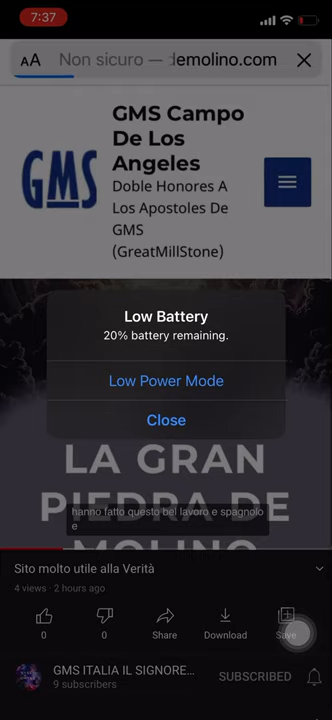 7:37
AA Non sicuro — demolino.com
GMS Campo
De Los
Angeles
Doble Honores A
Los Apostoles De
GMS
(GreatMillStone)
GMS
Low Battery
20% battery remaining.
Low Power Mode
Close
LA GRAN
PIEDRA DE
MOLINO
hanno fatto questo bel lavoro e spagnolo
e
Sito molto utile alla Verità
4 views · 2 hours ago
0 0 Share Download Save
GMS ITALIA IL SIGNORE...
9 subscribers
SUBSCRIBED